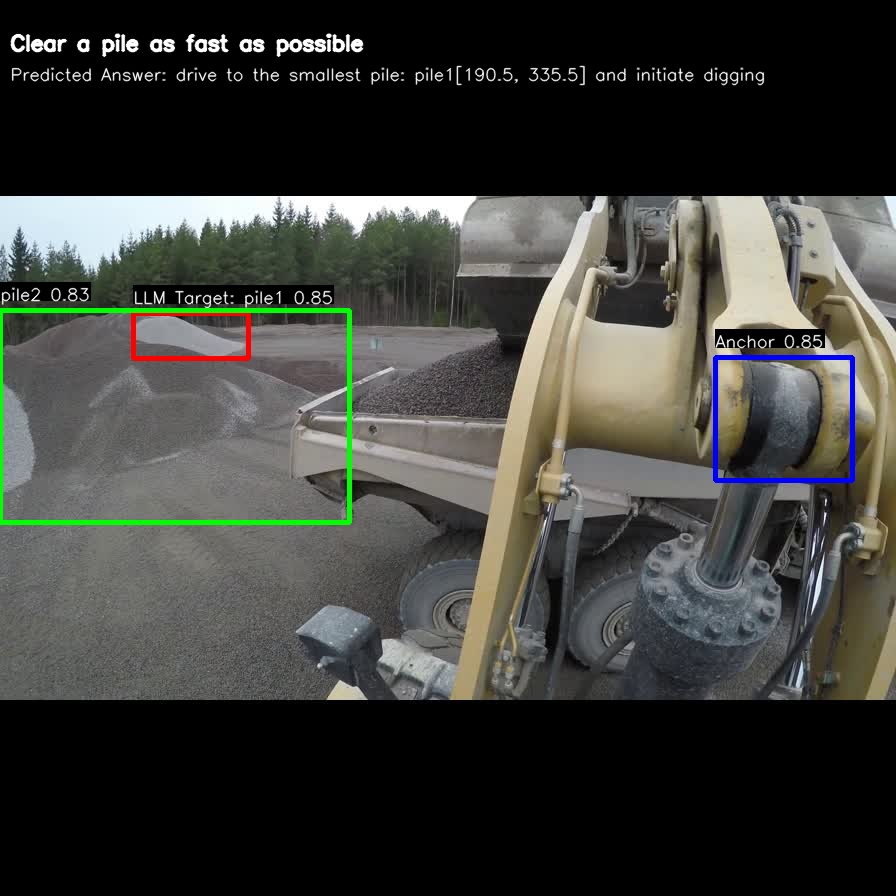 Clear a pile as fast as possible
Predicted Answer: drive to the smallest pile: pile1[190.5, 335.5] and initiate digging
pile2 0.83
LLM Target: pile1 0.85
Anchor 0.85